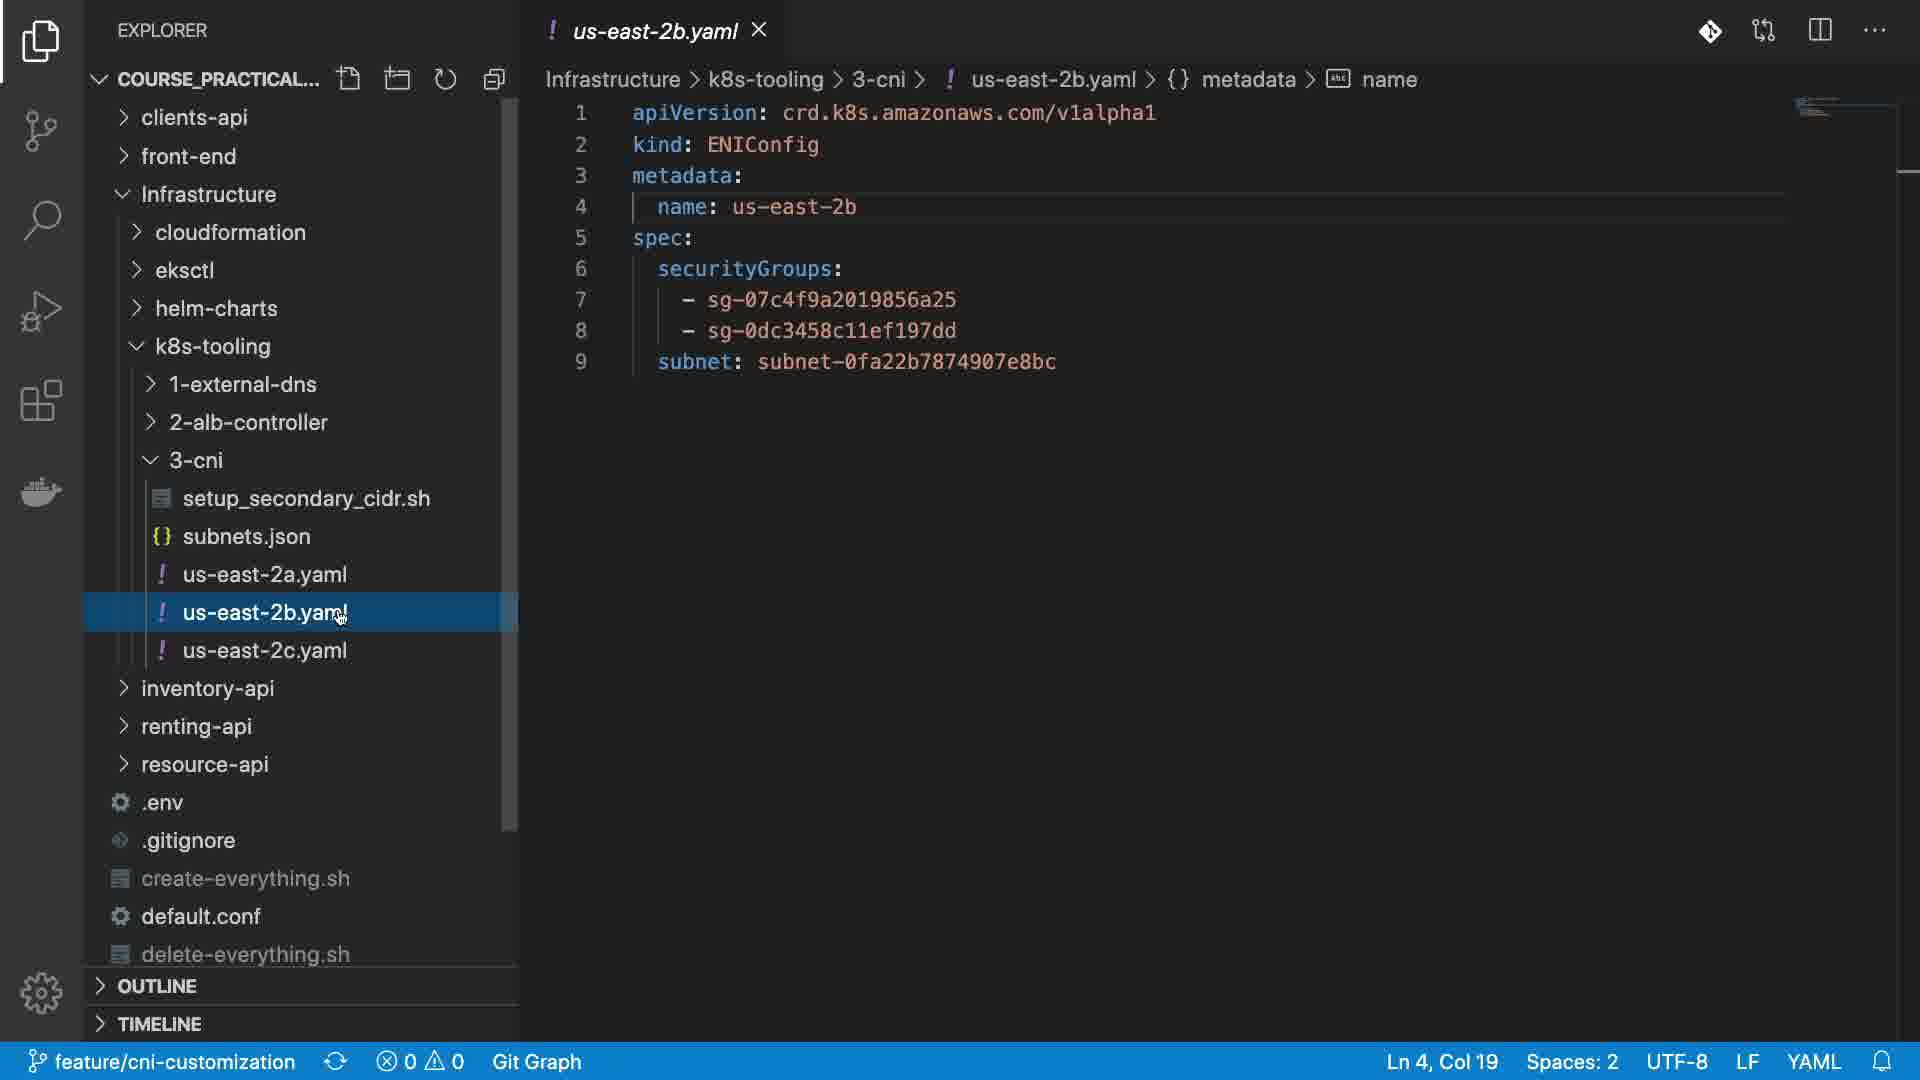 EXPLORER
COURSE_PRACTICAL...
clients-api
front-end
Infrastructure
cloudformation
eksctl
helm-charts
k8s-tooling
1-external-dns
2-alb-controller
3-cni
setup_secondary_cidr.sh
subnets.json
us-east-2a.yaml
us-east-2b.yaml
us-east-2c.yaml
inventory-api
renting-api
resource-api
.env
.gitignore
create-everything.sh
default.conf
delete-everything.sh
OUTLINE
TIMELINE
us-east-2b.yaml
Infrastructure > k8s-tooling > 3-cni > ! us-east-2b.yaml > {} metadata > abc name
1 apiVersion: crd.k8s.amazonaws.com/v1alpha1
2 kind: ENIConfig
3 metadata:
4 name: us-east-2b
5 spec:
6 securityGroups:
7 - sg-07c4f9a2019856a25
8 - sg-0dc3458c11ef197dd
9 subnet: subnet-0fa22b7874907e8bc
feature/cni-customization 0 0 Git Graph Ln 4, Col 19 Spaces: 2 UTF-8 LF YAML